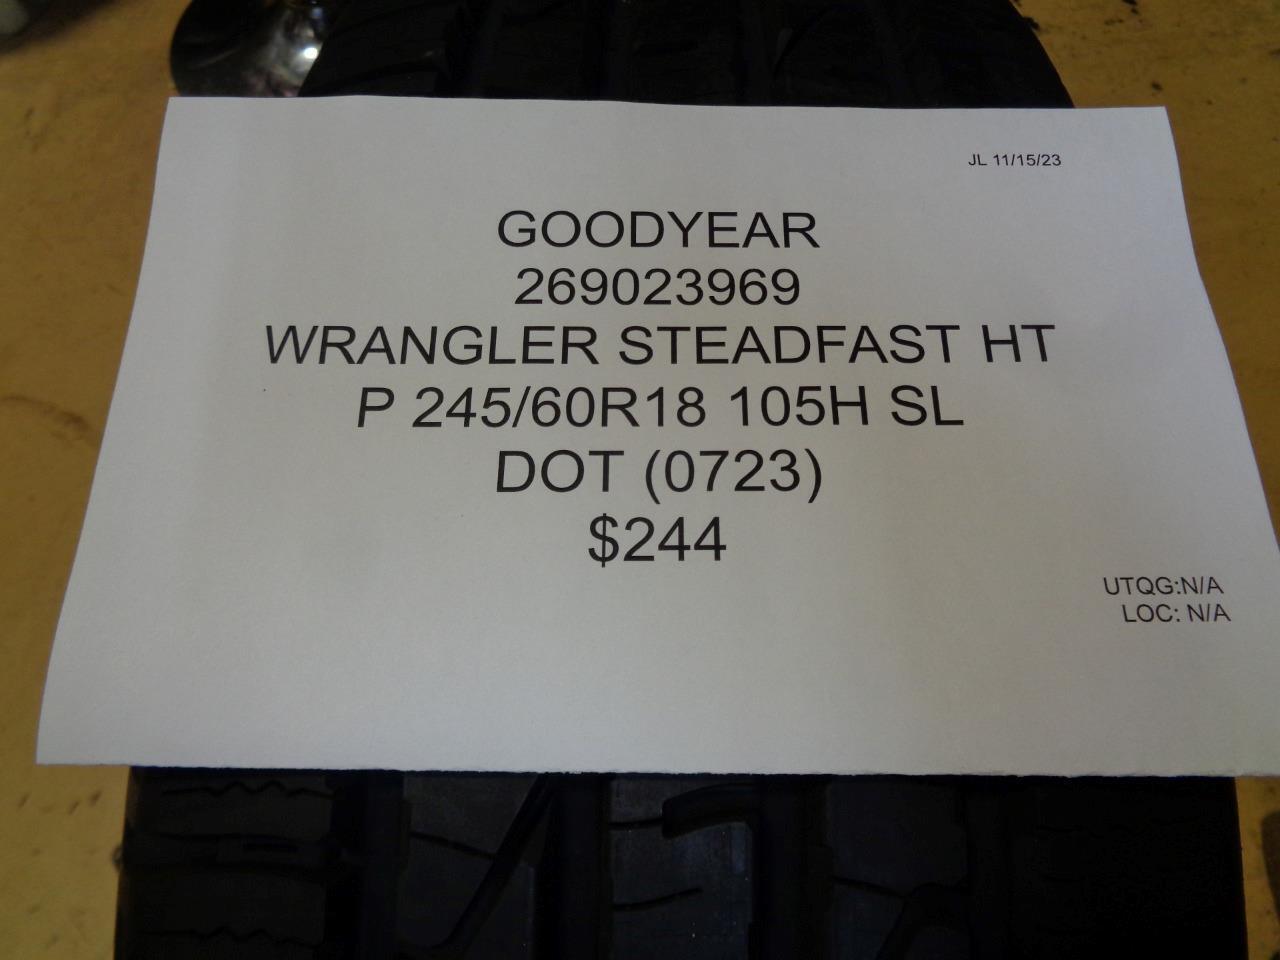 JL 11/15/23
GOODYEAR
269023969
WRANGLER STEADFAST HT
P 245/60R18 105H SL
DOT (0723)
$244
UTQG:N/A
LOC: N/A